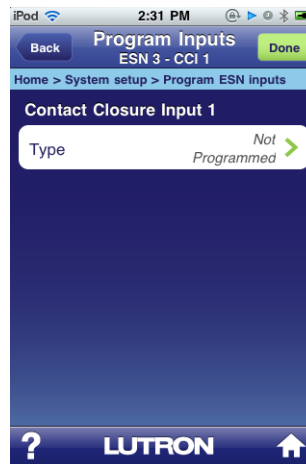 iPod 2:31 PM
Back Program Inputs Done
ESN 3 - CCI 1
Home > System setup > Program ESN inputs
Contact Closure Input 1
Type Not
Programmed
? LUTRON